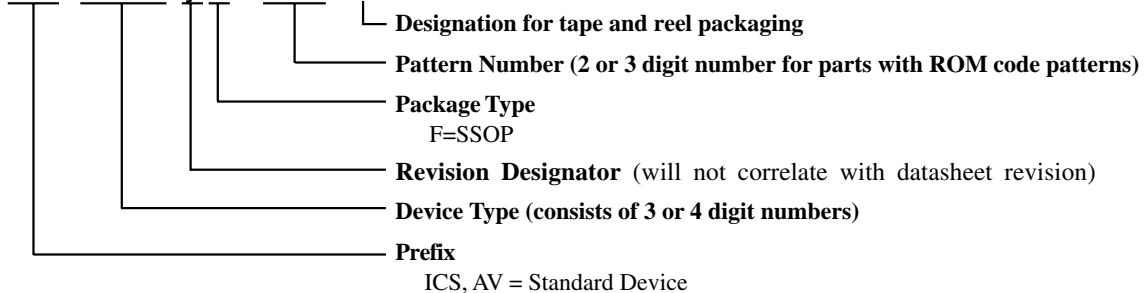 Designation for tape and reel packaging
Pattern Number (2 or 3 digit number for parts with ROM code patterns)
Package Type
F=SSOP
Revision Designator (will not correlate with datasheet revision)
Device Type (consists of 3 or 4 digit numbers)
Prefix
ICS, AV = Standard Device